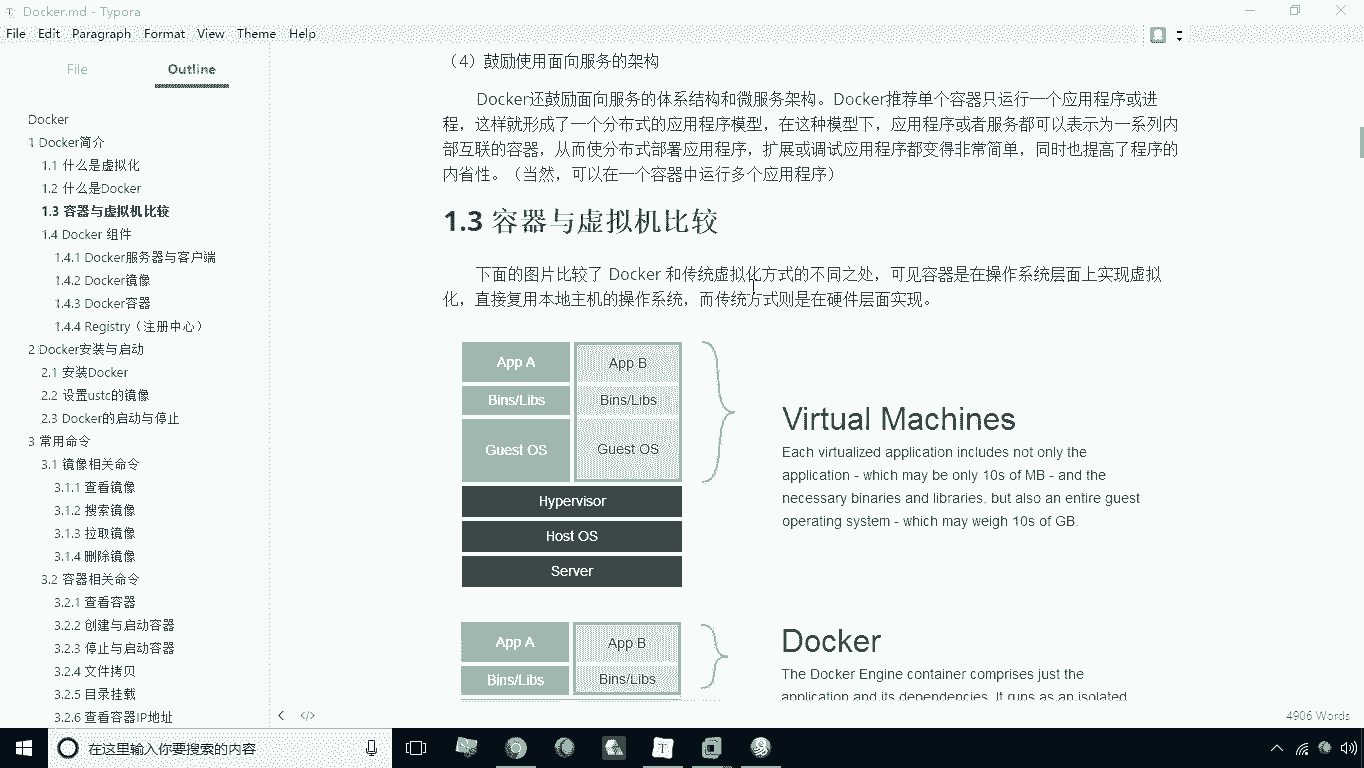 Docker.md - Typora
File Edit Paragraph Format View Theme Help
File Outline
Docker
1 Docker简介
1.1 什么是虚拟化
1.2 什么是Docker
1.3 容器与虚拟机比较
1.4 Docker 组件
1.4.1 Docker服务器与客户端
1.4.2 Docker镜像
1.4.3 Docker容器
1.4.4 Registry（注册中心）
2 Docker安装与启动
2.1 安装Docker
2.2 设置ustc的镜像
2.3 Docker的启动与停止
3 常用命令
3.1 镜像相关命令
3.1.1 查看镜像
3.1.2 搜索镜像
3.1.3 拉取镜像
3.1.4 删除镜像
3.2 容器相关命令
3.2.1 查看容器
3.2.2 创建与启动容器
3.2.3 停止与启动容器
3.2.4 文件拷贝
3.2.5 目录挂载
3.2.6 查看容器IP地址
（4）鼓励使用面向服务的架构
Docker还鼓励面向服务的体系结构和微服务架构。Docker推荐单个容器只运行一个应用程序或进
程，这样就形成了一个分布式的应用程序模型，在这种模型下，应用程序或者服务都可以表示为一系列内
部互联的容器，从而使分布式部署应用程序，扩展或调试应用程序都变得非常简单，同时也提高了程序的
内省性。（当然，可以在一个容器中运行多个应用程序）
1.3 容器与虚拟机比较
下面的图片比较了 Docker 和传统虚拟化方式的不同之处，可见容器是在操作系统层面上实现虚拟
化，直接复用本地主机的操作系统，而传统方式则是在硬件层面实现。
App A App B
Bins/Libs Bins/Libs
Guest OS Guest OS
Hypervisor
Host OS
Server
Virtual Machines
Each virtualized application includes not only the
application - which may be only 10s of MB - and the
necessary binaries and libraries, but also an entire guest
operating system - which may weigh 10s of GB.
App A App B
Bins/Libs Bins/Libs
Docker
The Docker Engine container comprises just the
application and its dependencies. It runs as an isolated
4906 Words
在这里输入你要搜索的内容